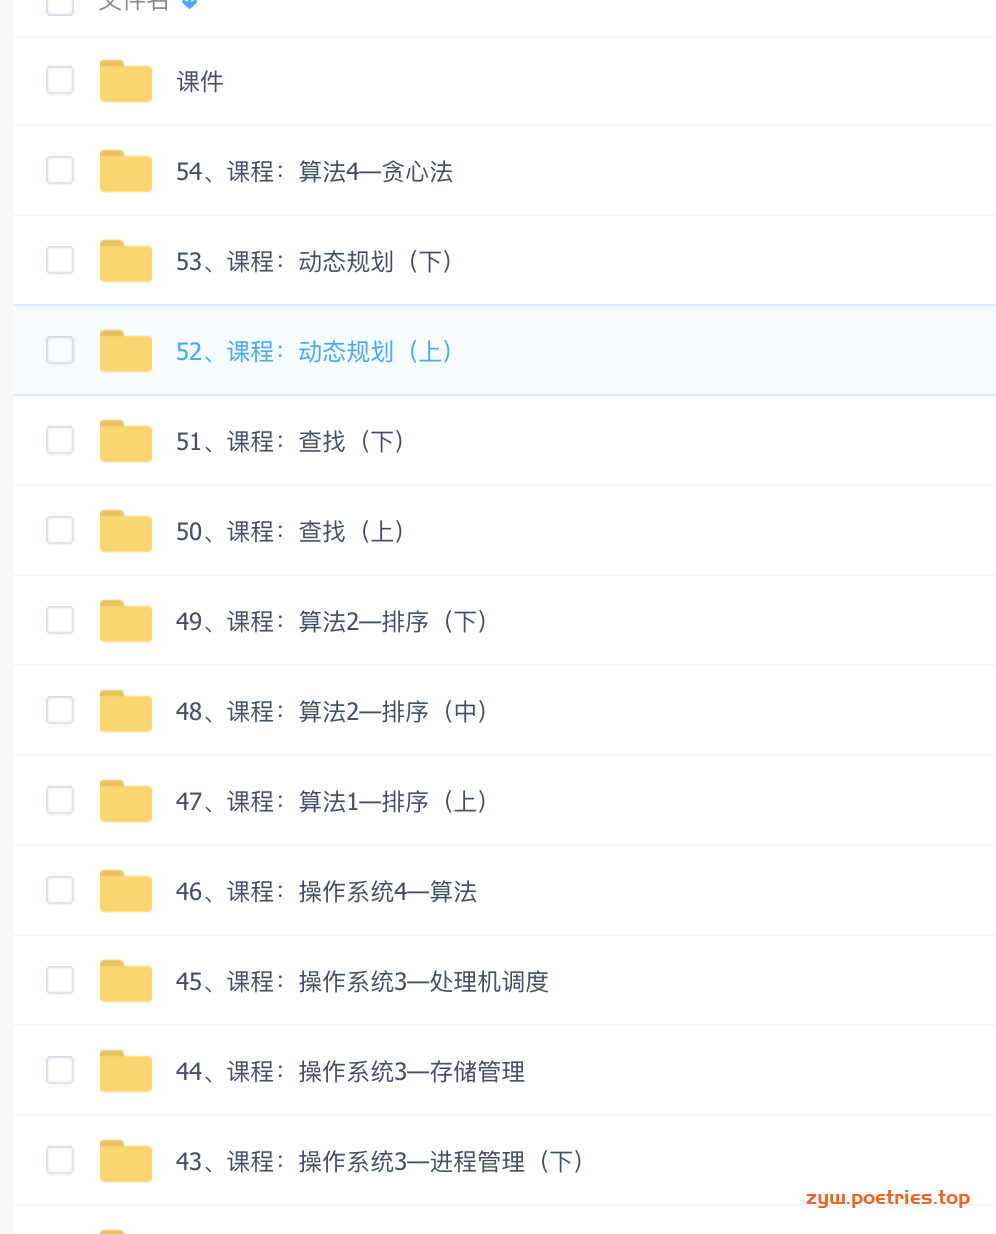 文件名
课件
54、课程：算法4—贪心法
53、课程：动态规划（下）
52、课程：动态规划（上）
51、课程：查找（下）
50、课程：查找（上）
49、课程：算法2—排序（下）
48、课程：算法2—排序（中）
47、课程：算法1—排序（上）
46、课程：操作系统4—算法
45、课程：操作系统3—处理机调度
44、课程：操作系统3—存储管理
43、课程：操作系统3—进程管理（下）
zyw.poetries.top